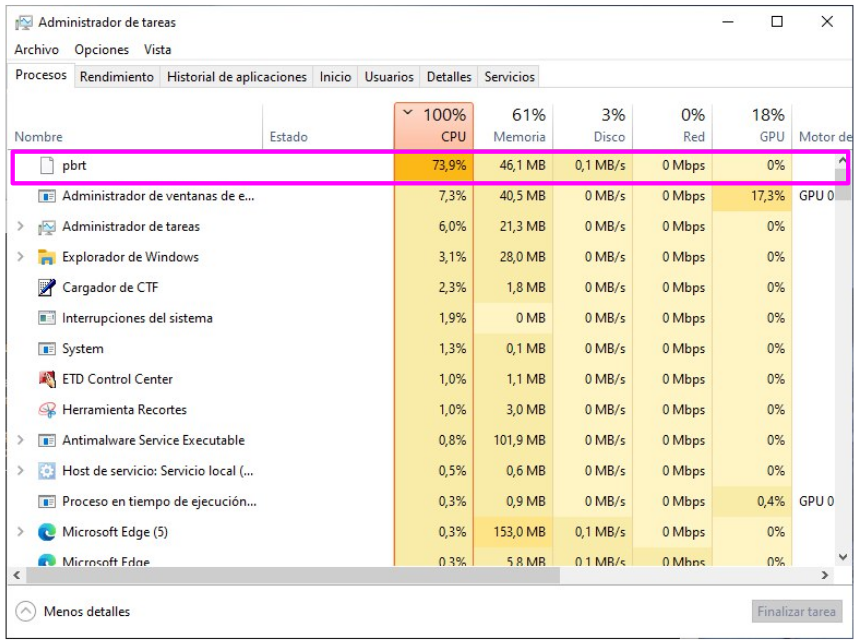 Administrador de tareas
Archivo Opciones Vista
Procesos Rendimiento Historial de aplicaciones Inicio Usuarios Detalles Servicios
100% 61% 3% 0% 18%
Nombre Estado CPU Memoria Disco Red GPU Motor de
pbrt 73,9% 46,1 MB 0,1 MB/s 0 Mbps 0%
Administrador de ventanas de e... 7,3% 40,5 MB 0 MB/s 0 Mbps 17,3% GPU 0
Administrador de tareas 6,0% 21,3 MB 0 MB/s 0 Mbps 0%
Explorador de Windows 3,1% 28,0 MB 0 MB/s 0 Mbps 0%
Cargador de CTF 2,3% 1,8 MB 0 MB/s 0 Mbps 0%
Interrupciones del sistema 1,9% 0 MB 0 MB/s 0 Mbps 0%
System 1,3% 0,1 MB 0 MB/s 0 Mbps 0%
ETD Control Center 1,0% 1,1 MB 0 MB/s 0 Mbps 0%
Herramienta Recortes 1,0% 3,0 MB 0 MB/s 0 Mbps 0%
Antimalware Service Executable 0,8% 101,9 MB 0 MB/s 0 Mbps 0%
Host de servicio: Servicio local (... 0,5% 0,6 MB 0 MB/s 0 Mbps 0%
Proceso en tiempo de ejecución... 0,3% 0,9 MB 0 MB/s 0 Mbps 0,4% GPU 0
Microsoft Edge (5) 0,3% 153,0 MB 0,1 MB/s 0 Mbps 0%
Microsoft Edge 0,3% 5,8 MB 0,1 MB/s 0 Mbps 0%
Menos detalles Finalizar tarea